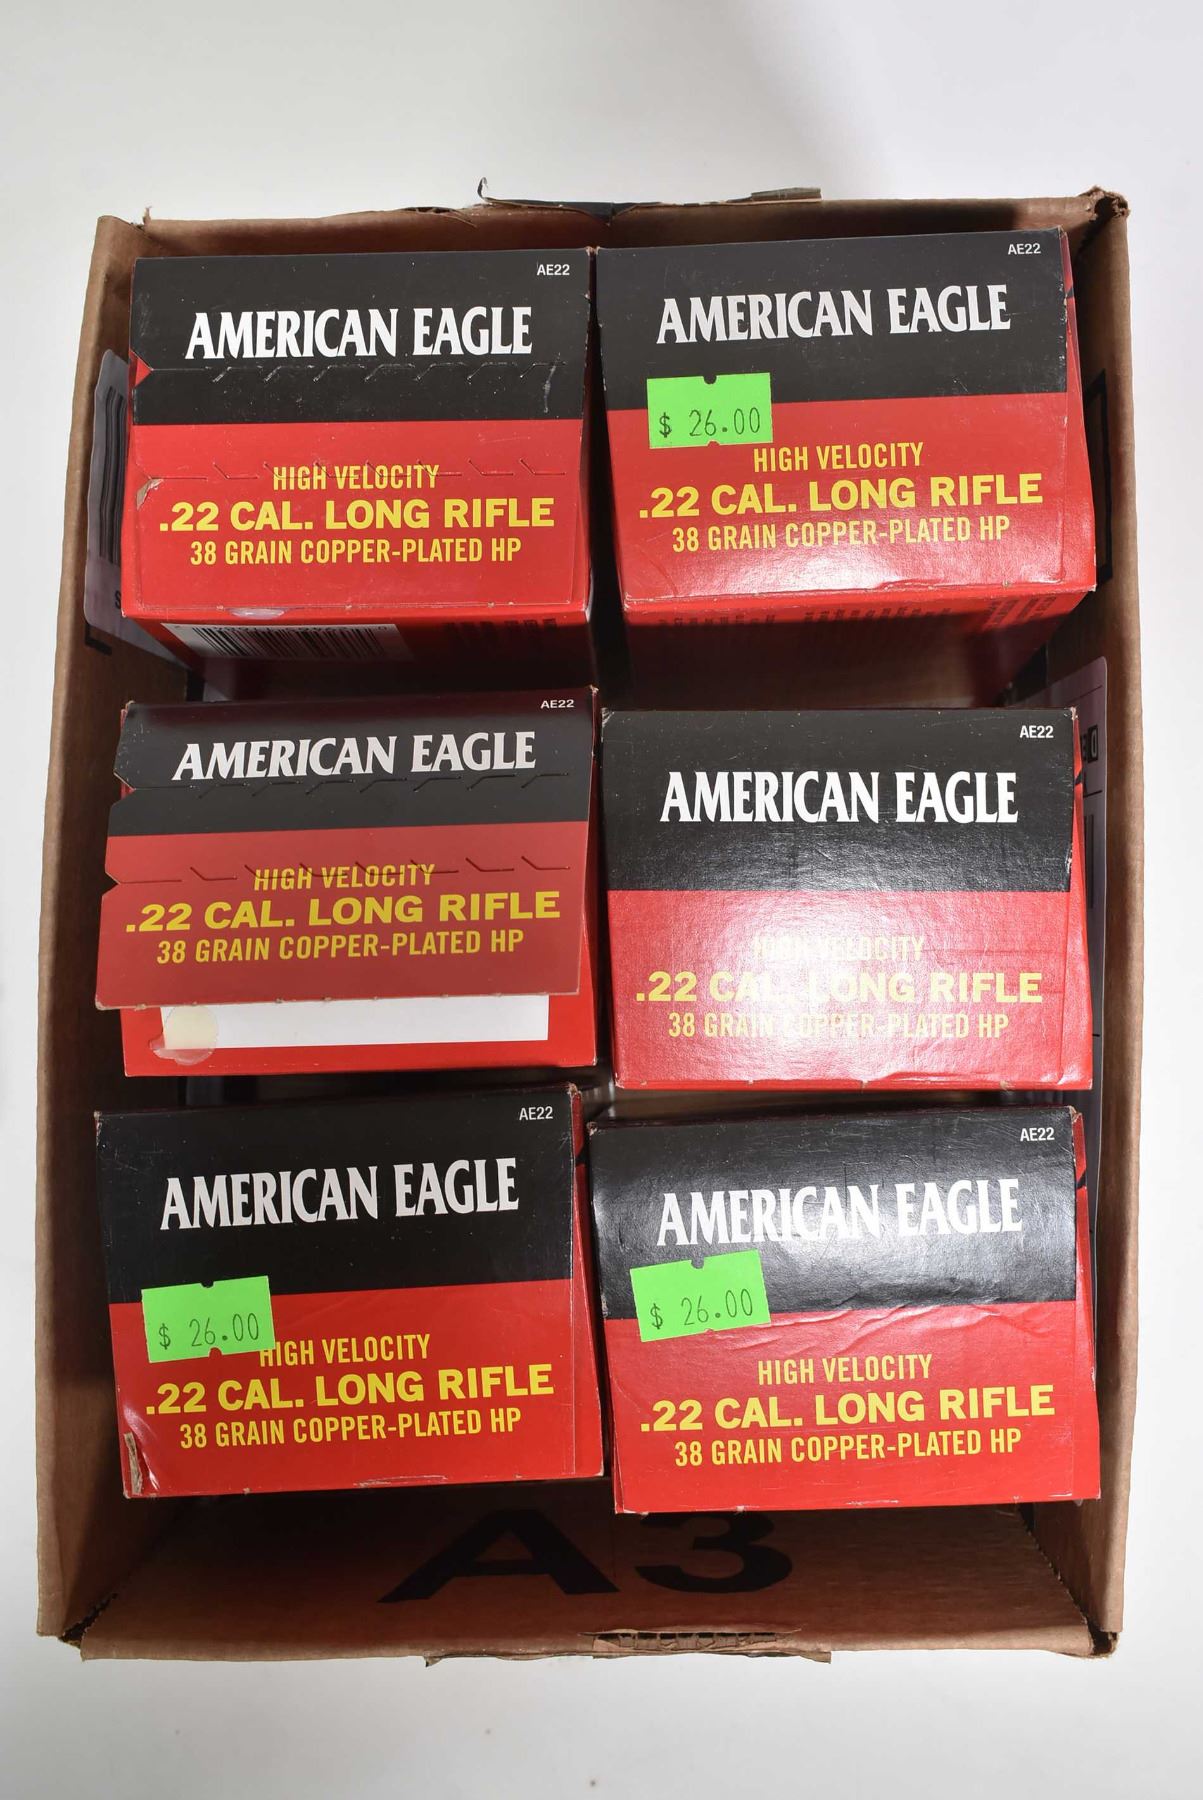 AE22
AMERICAN EAGLE
HIGH VELOCITY
.22 CAL. LONG RIFLE
38 GRAIN COPPER-PLATED HP
AE22
AMERICAN EAGLE
$ 26.00
HIGH VELOCITY
.22 CAL. LONG RIFLE
38 GRAIN COPPER-PLATED HP
AE22
AMERICAN EAGLE
HIGH VELOCITY
.22 CAL. LONG RIFLE
38 GRAIN COPPER-PLATED HP
AE22
AMERICAN EAGLE
HIGH VELOCITY
.22 CAL. LONG RIFLE
38 GRAIN COPPER-PLATED HP
AE22
AMERICAN EAGLE
$ 26.00
HIGH VELOCITY
.22 CAL. LONG RIFLE
38 GRAIN COPPER-PLATED HP
AE22
AMERICAN EAGLE
$ 26.00
HIGH VELOCITY
.22 CAL. LONG RIFLE
38 GRAIN COPPER-PLATED HP
A3